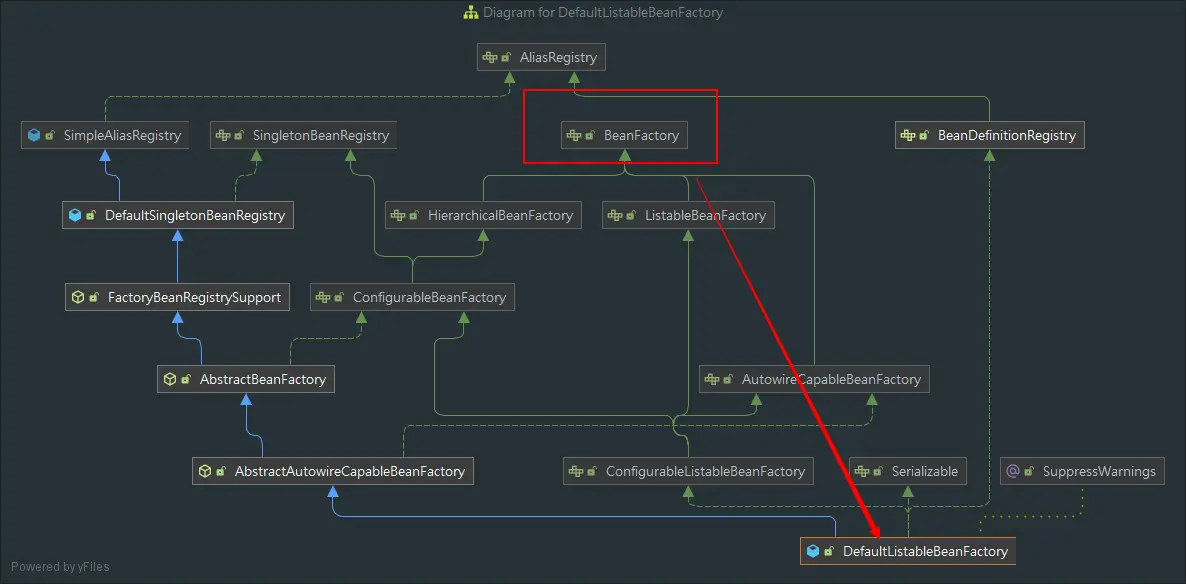 Diagram for DefaultListableBeanFactory
AliasRegistry
SimpleAliasRegistry
SingletonBeanRegistry
BeanFactory
BeanDefinitionRegistry
DefaultSingletonBeanRegistry
HierarchicalBeanFactory
ListableBeanFactory
FactoryBeanRegistrySupport
ConfigurableBeanFactory
AbstractBeanFactory
AutowireCapableBeanFactory
AbstractAutowireCapableBeanFactory
ConfigurableListableBeanFactory
Serializable
SuppressWarnings
DefaultListableBeanFactory
Powered by yFiles